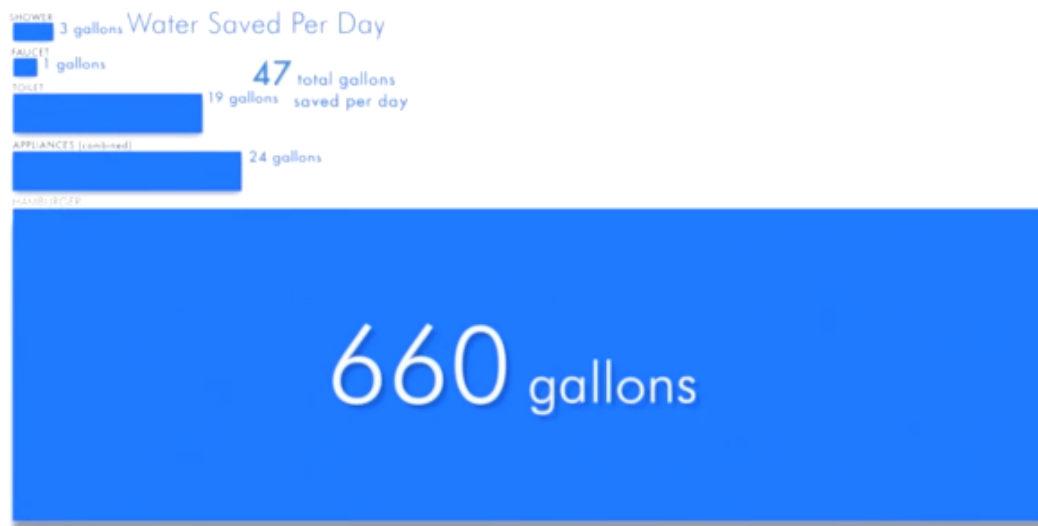 SHOWER
3 gallons
Water Saved Per Day
FAUCET
1 gallons
47 total gallons
saved per day
TOILET
19 gallons
APPLIANCES (combined)
24 gallons
HAMBURGER
660 gallons